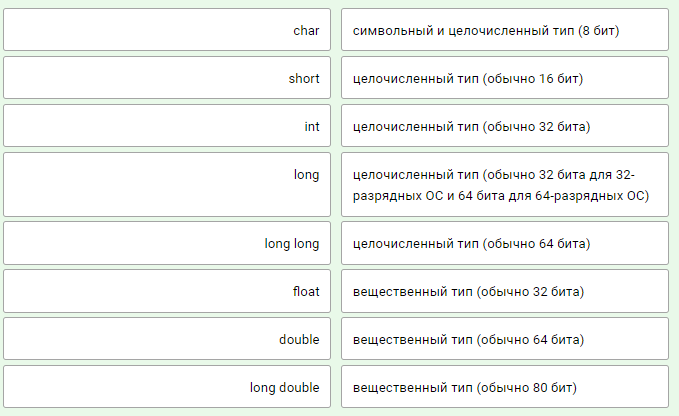 char
символьный и целочисленный тип (8 бит)
short
целочисленный тип (обычно 16 бит)
int
целочисленный тип (обычно 32 бита)
long
целочисленный тип (обычно 32 бита для 32-
разрядных ОС и 64 бита для 64-разрядных ОС)
long long
целочисленный тип (обычно 64 бита)
float
вещественный тип (обычно 32 бита)
double
вещественный тип (обычно 64 бита)
long double
вещественный тип (обычно 80 бит)